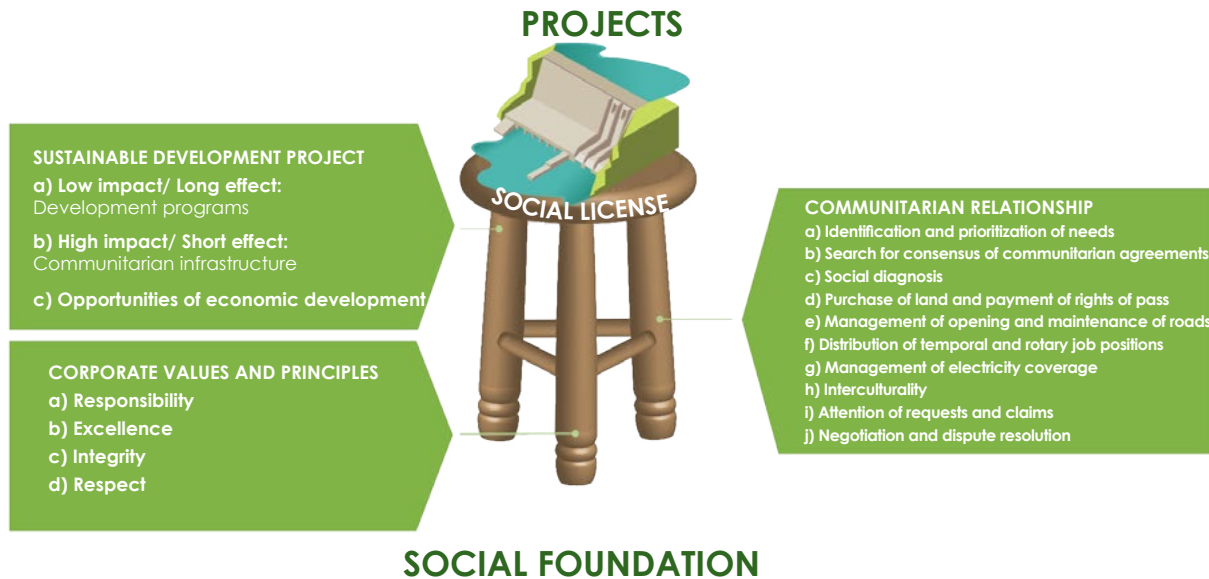 PROJECTS
SUSTAINABLE DEVELOPMENT PROJECT
a) Low impact/ Long effect:
Development programs
b) High impact/ Short effect:
Communitarian infrastructure
c) Opportunities of economic development
CORPORATE VALUES AND PRINCIPLES
a) Responsibility
b) Excellence
c) Integrity
d) Respect
SOCIAL LICENSE
COMMUNITARIAN RELATIONSHIP
a) Identification and prioritization of needs
b) Search for consensus of communitarian agreements
c) Social diagnosis
d) Purchase of land and payment of rights of pass
e) Management of opening and maintenance of roads
f) Distribution of temporal and rotary job positions
g) Management of electricity coverage
h) Interculturality
i) Attention of requests and claims
j) Negotiation and dispute resolution
SOCIAL FOUNDATION